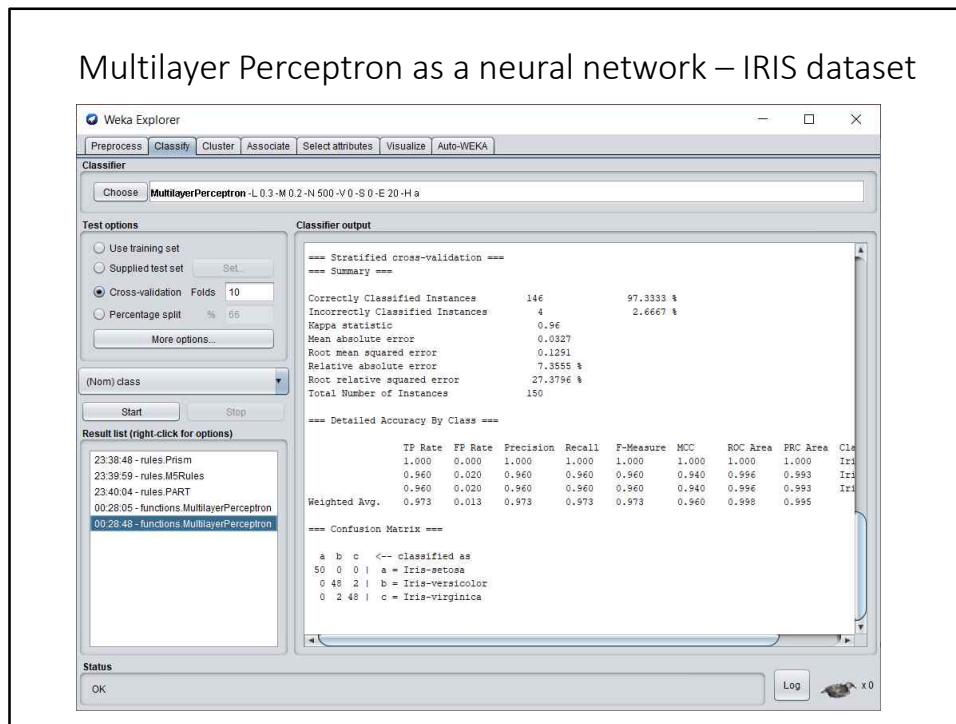 Multilayer Perceptron as a neural network – IRIS dataset
Weka Explorer
Preprocess Classify Cluster Associate Select attributes Visualize Auto-WEKA
Classifier
Choose MultilayerPerceptron -L 0.3 -M 0.2 -N 500 -V 0 -S 0 -E 20 -H a
Test options
Use training set
Supplied test set Set...
Cross-validation Folds 10
Percentage split % 66
More options...
(Nom) class
Start Stop
Result list (right-click for options)
23:38:48 - rules.Prism
23:39:59 - rules.M5Rules
23:40:04 - rules.PART
00:28:05 - functions.MultilayerPerceptron
00:28:48 - functions.MultilayerPerceptron
Classifier output
=== Stratified cross-validation ===
=== Summary ===
Correctly Classified Instances 146 97.3333 %
Incorrectly Classified Instances 4 2.6667 %
Kappa statistic 0.96
Mean absolute error 0.0327
Root mean squared error 0.1291
Relative absolute error 7.3555 %
Root relative squared error 27.3796 %
Total Number of Instances 150
=== Detailed Accuracy By Class ===
TP Rate FP Rate Precision Recall F-Measure MCC ROC Area PRC Area Cla
1.000 0.000 1.000 1.000 1.000 1.000 1.000 1.000 Iri
0.960 0.020 0.960 0.960 0.960 0.940 0.996 0.993 Iri
0.960 0.020 0.960 0.960 0.960 0.940 0.996 0.993 Iri
Weighted Avg. 0.973 0.013 0.973 0.973 0.973 0.960 0.998 0.995
=== Confusion Matrix ===
a b c <-- classified as
50 0 0 | a = Iris-setosa
0 48 2 | b = Iris-versicolor
0 2 48 | c = Iris-virginica
Status
OK
Log x 0